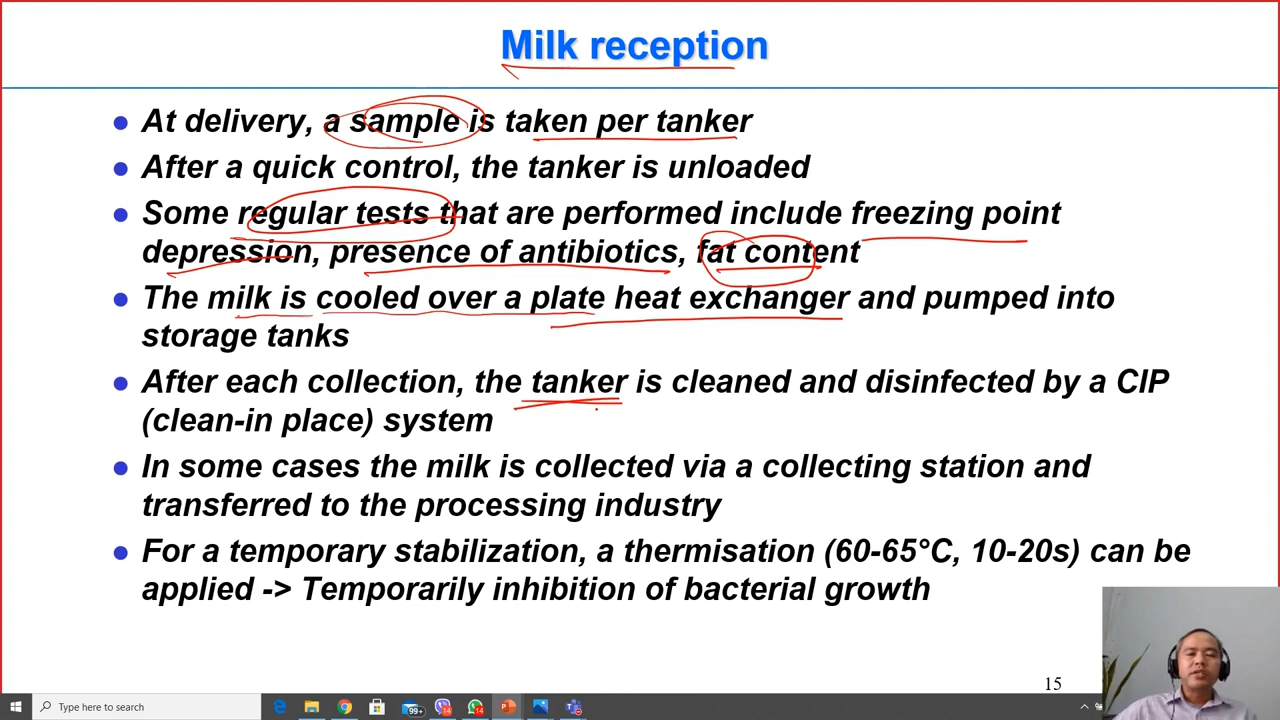 Milk reception
At delivery, a sample is taken per tanker
After a quick control, the tanker is unloaded
Some regular tests that are performed include freezing point
depression, presence of antibiotics, fat content
The milk is cooled over a plate heat exchanger and pumped into
storage tanks
After each collection, the tanker is cleaned and disinfected by a CIP
(clean-in place) system
In some cases the milk is collected via a collecting station and
transferred to the processing industry
For a temporary stabilization, a thermisation (60-65°C, 10-20s) can be
applied -> Temporarily inhibition of bacterial growth
15
Type here to search
99+
14
14